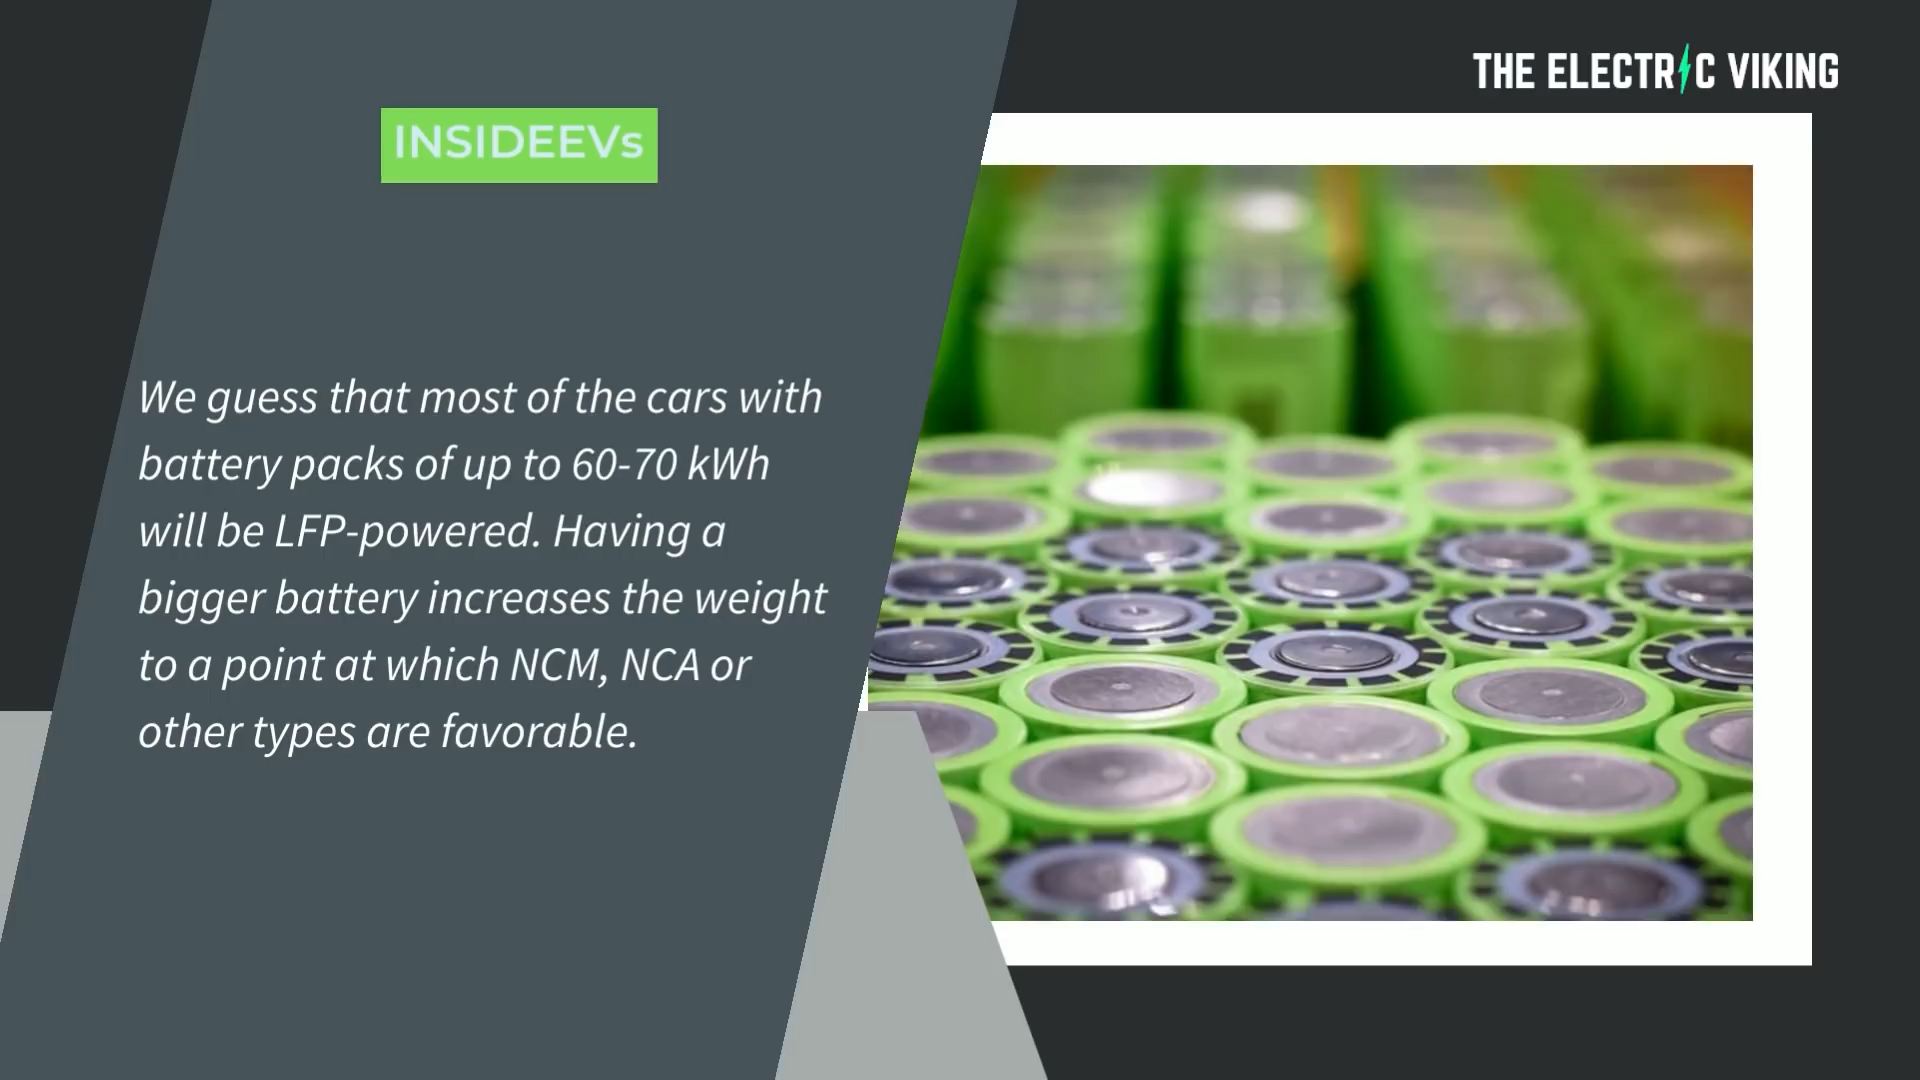 THE ELECTRIC VIKING
INSIDEEVs
We guess that most of the cars with
battery packs of up to 60-70 kWh
will be LFP-powered. Having a
bigger battery increases the weight
to a point at which NCM, NCA or
other types are favorable.